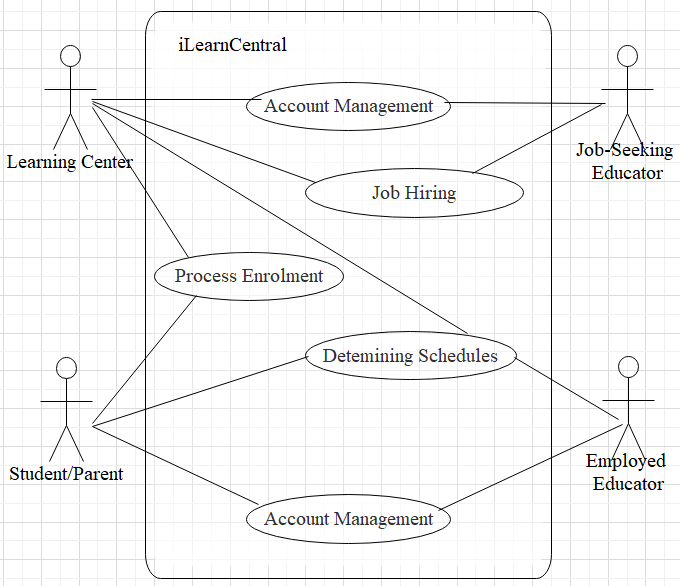 iLearnCentral
Account Management
Learning Center
Job-Seeking
Educator
Job Hiring
Process Enrolment
Detemining Schedules
Student/Parent
Employed
Educator
Account Management